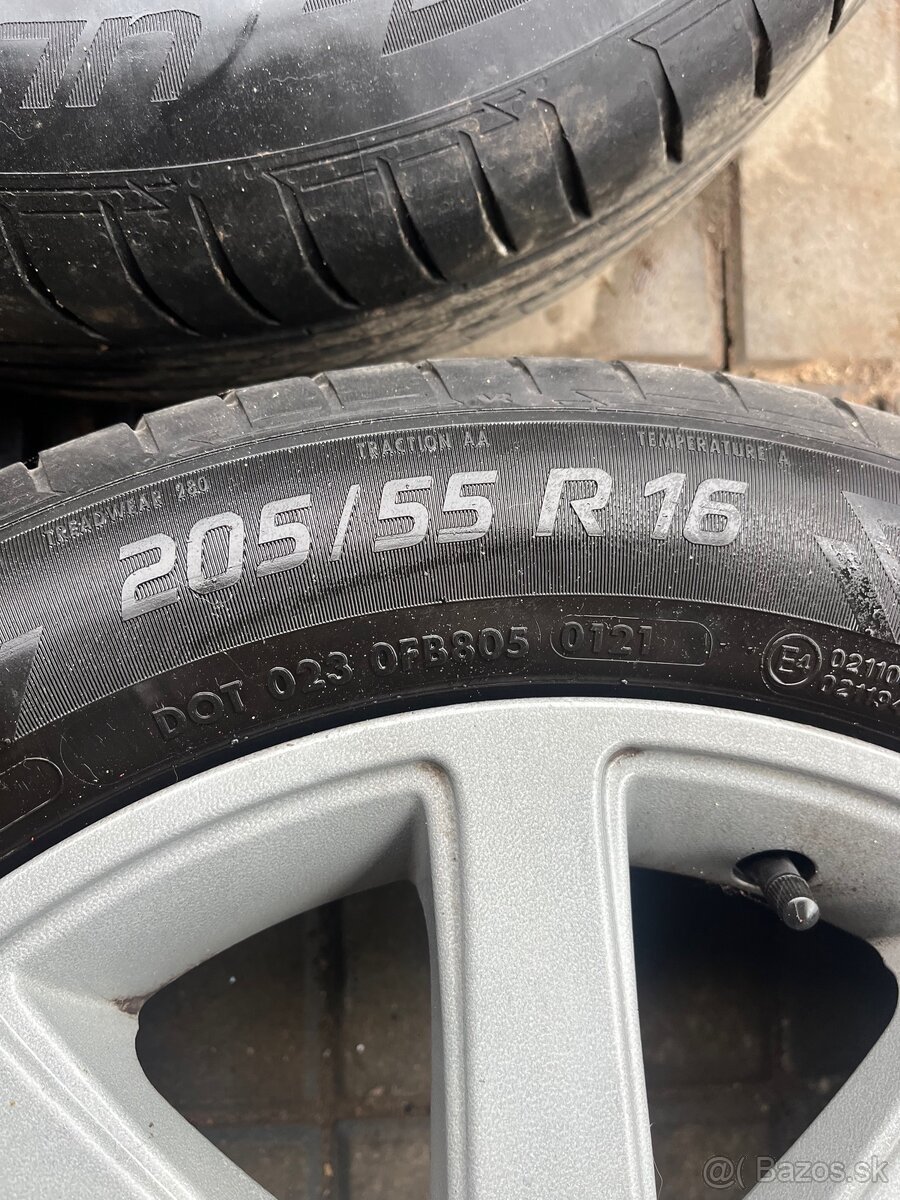 TREADWEAR 280 TRACTION AA TEMPERATURE A
205/55 R 16
DOT 023 0FB805 0121 E4
@( Bazos.sk